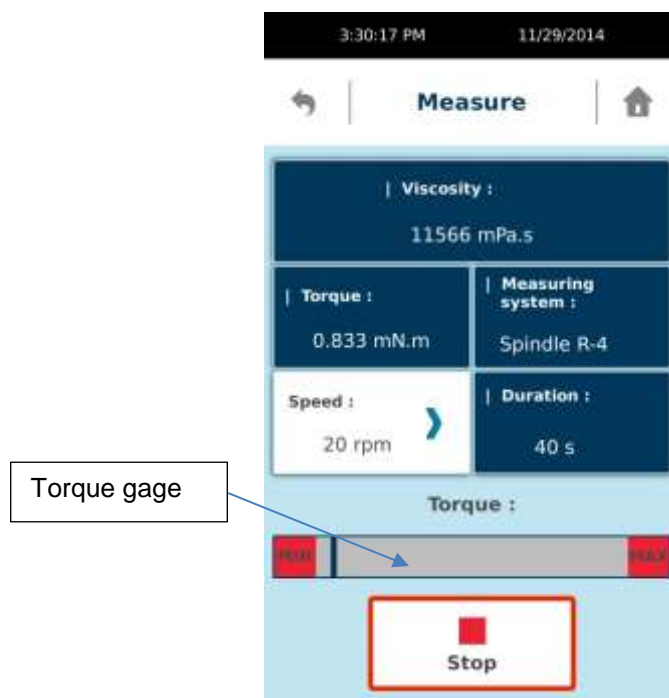 3:30:17 PM 11/29/2014
Measure
| Viscosity :
11566 mPa.s
| Torque :
0.833 mN.m
| Measuring
system :
Spindle R-4
Speed :
20 rpm
| Duration :
40 s
Torque gage
Torque :
MIN MAX
Stop